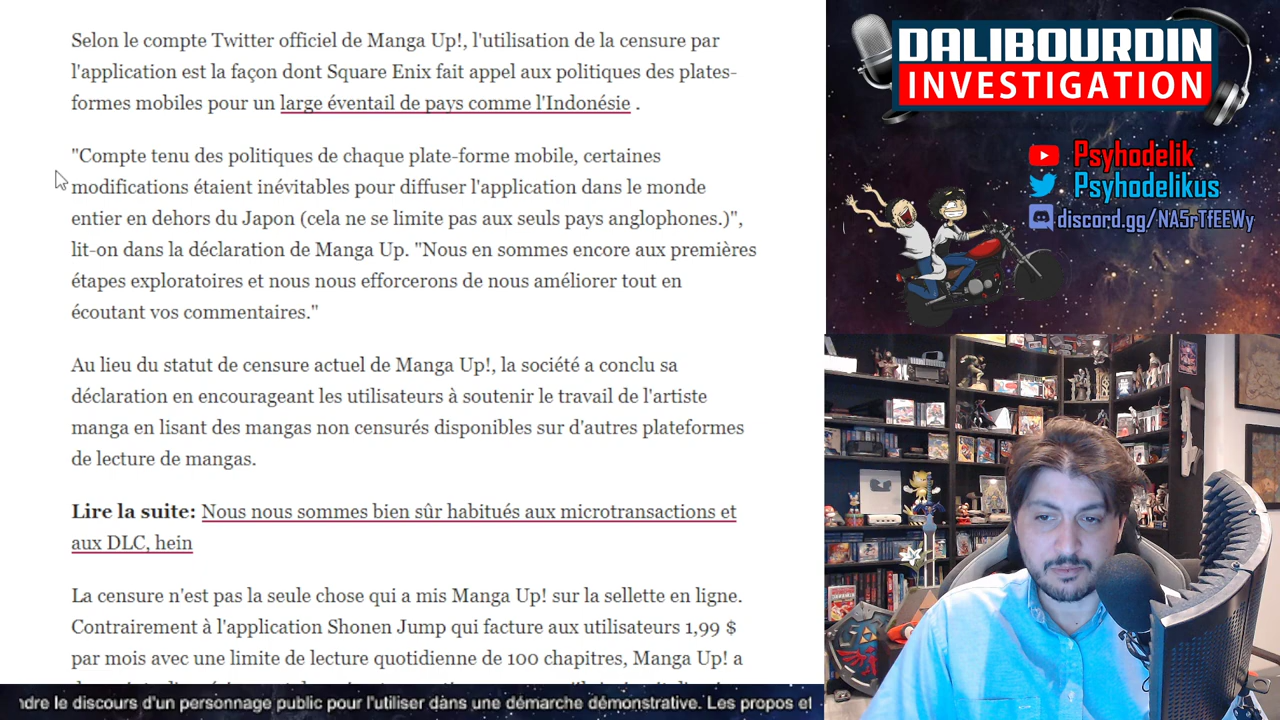 Selon le compte Twitter officiel de Manga Up!, l'utilisation de la censure par
l'application est la façon dont Square Enix fait appel aux politiques des plates-
formes mobiles pour un large éventail de pays comme l'Indonésie .
"Compte tenu des politiques de chaque plate-forme mobile, certaines
modifications étaient inévitables pour diffuser l'application dans le monde
entier en dehors du Japon (cela ne se limite pas aux seuls pays anglophones.)",
lit-on dans la déclaration de Manga Up. "Nous en sommes encore aux premières
étapes exploratoires et nous nous efforcerons de nous améliorer tout en
écoutant vos commentaires."
Au lieu du statut de censure actuel de Manga Up!, la société a conclu sa
déclaration en encourageant les utilisateurs à soutenir le travail de l'artiste
manga en lisant des mangas non censurés disponibles sur d'autres plateformes
de lecture de mangas.
Lire la suite: Nous nous sommes bien sûr habitués aux microtransactions et
aux DLC, hein
La censure n'est pas la seule chose qui a mis Manga Up! sur la sellette en ligne.
Contrairement à l'application Shonen Jump qui facture aux utilisateurs 1,99 $
par mois avec une limite de lecture quotidienne de 100 chapitres, Manga Up! a
DALIBOURDIN
INVESTIGATION
Psyhodelik
Psyhodelikus
discord.gg/NA5rTfEEWy
ndre le discours d'un personnage public pour l'utiliser dans une démarche démonstrative. Les propos et